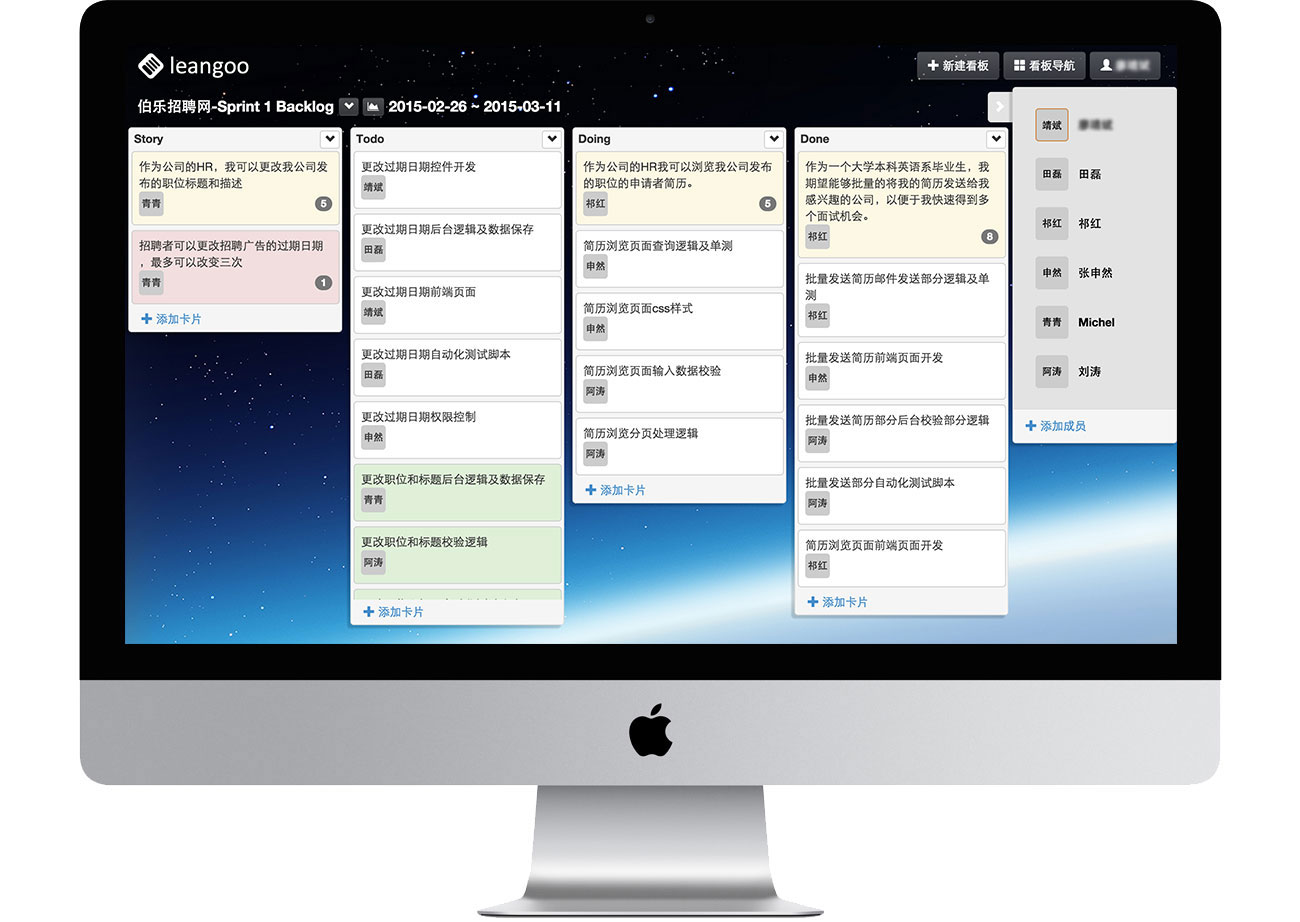 leangoo
新建看板
看板导航
伯乐招聘网-Sprint 1 Backlog
2015-02-26 ~ 2015-03-11
Story
作为公司的HR，我可以更改我公司发
布的职位标题和描述
青青
5
招聘者可以更改招聘广告的过期日期
，最多可以改变三次
青青
1
添加卡片
Todo
更改过期日期控件开发
靖斌
更改过期日期后台逻辑及数据保存
田磊
更改过期日期前端页面
靖斌
更改过期日期自动化测试脚本
田磊
更改过期日期权限控制
申然
更改职位和标题后台逻辑及数据保存
青青
更改职位和标题校验逻辑
阿涛
添加卡片
Doing
作为公司的HR我可以浏览我公司发布
的职位的申请者简历。
祁红
5
简历浏览页面查询逻辑及单测
申然
简历浏览页面css样式
申然
简历浏览页面输入数据校验
阿涛
简历浏览分页处理逻辑
阿涛
添加卡片
Done
作为一个大学本科英语系毕业生，我
期望能够批量的将我的简历发送给我
感兴趣的公司，以便于我快速得到多
个面试机会。
祁红
8
批量发送简历邮件发送部分逻辑及单
测
祁红
批量发送简历前端页面开发
申然
批量发送简历部分后台校验部分逻辑
阿涛
批量发送部分自动化测试脚本
阿涛
简历浏览页面前端页面开发
祁红
添加卡片
靖斌
田磊 田磊
祁红 祁红
申然 张申然
青青 Michel
阿涛 刘涛
添加成员